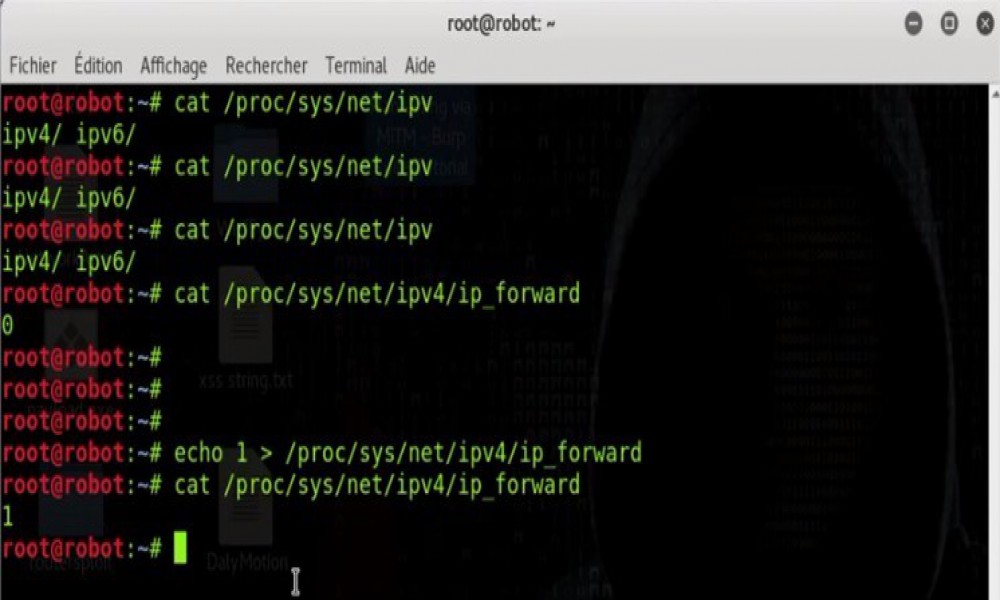 root@robot: ~
Fichier Édition Affichage Rechercher Terminal Aide
root@robot:~# cat /proc/sys/net/ipv
ipv4/ ipv6/
root@robot:~# cat /proc/sys/net/ipv
ipv4/ ipv6/
root@robot:~# cat /proc/sys/net/ipv
ipv4/ ipv6/
root@robot:~# cat /proc/sys/net/ipv4/ip_forward
0
root@robot:~#
root@robot:~#
root@robot:~#
root@robot:~# echo 1 > /proc/sys/net/ipv4/ip_forward
root@robot:~# cat /proc/sys/net/ipv4/ip_forward
1
root@robot:~#
via
MITM - Burp
xss string.txt
routersploit
DalyMotion